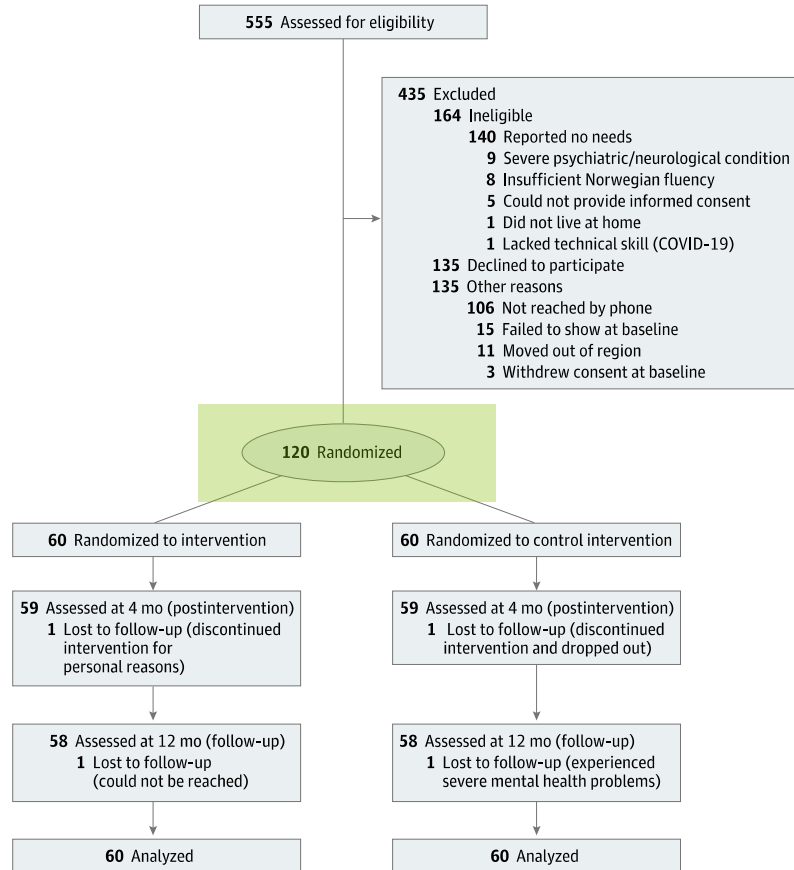 555 Assessed for eligibility
435 Excluded
164 Ineligible
140 Reported no needs
9 Severe psychiatric/neurological condition
8 Insufficient Norwegian fluency
5 Could not provide informed consent
1 Did not live at home
1 Lacked technical skill (COVID-19)
135 Declined to participate
135 Other reasons
106 Not reached by phone
15 Failed to show at baseline
11 Moved out of region
3 Withdrew consent at baseline
120 Randomized
60 Randomized to intervention
59 Assessed at 4 mo (postintervention)
1 Lost to follow-up (discontinued
intervention for
personal reasons)
58 Assessed at 12 mo (follow-up)
1 Lost to follow-up
(could not be reached)
60 Analyzed
60 Randomized to control intervention
59 Assessed at 4 mo (postintervention)
1 Lost to follow-up (discontinued
intervention and dropped out)
58 Assessed at 12 mo (follow-up)
1 Lost to follow-up (experienced
severe mental health problems)
60 Analyzed